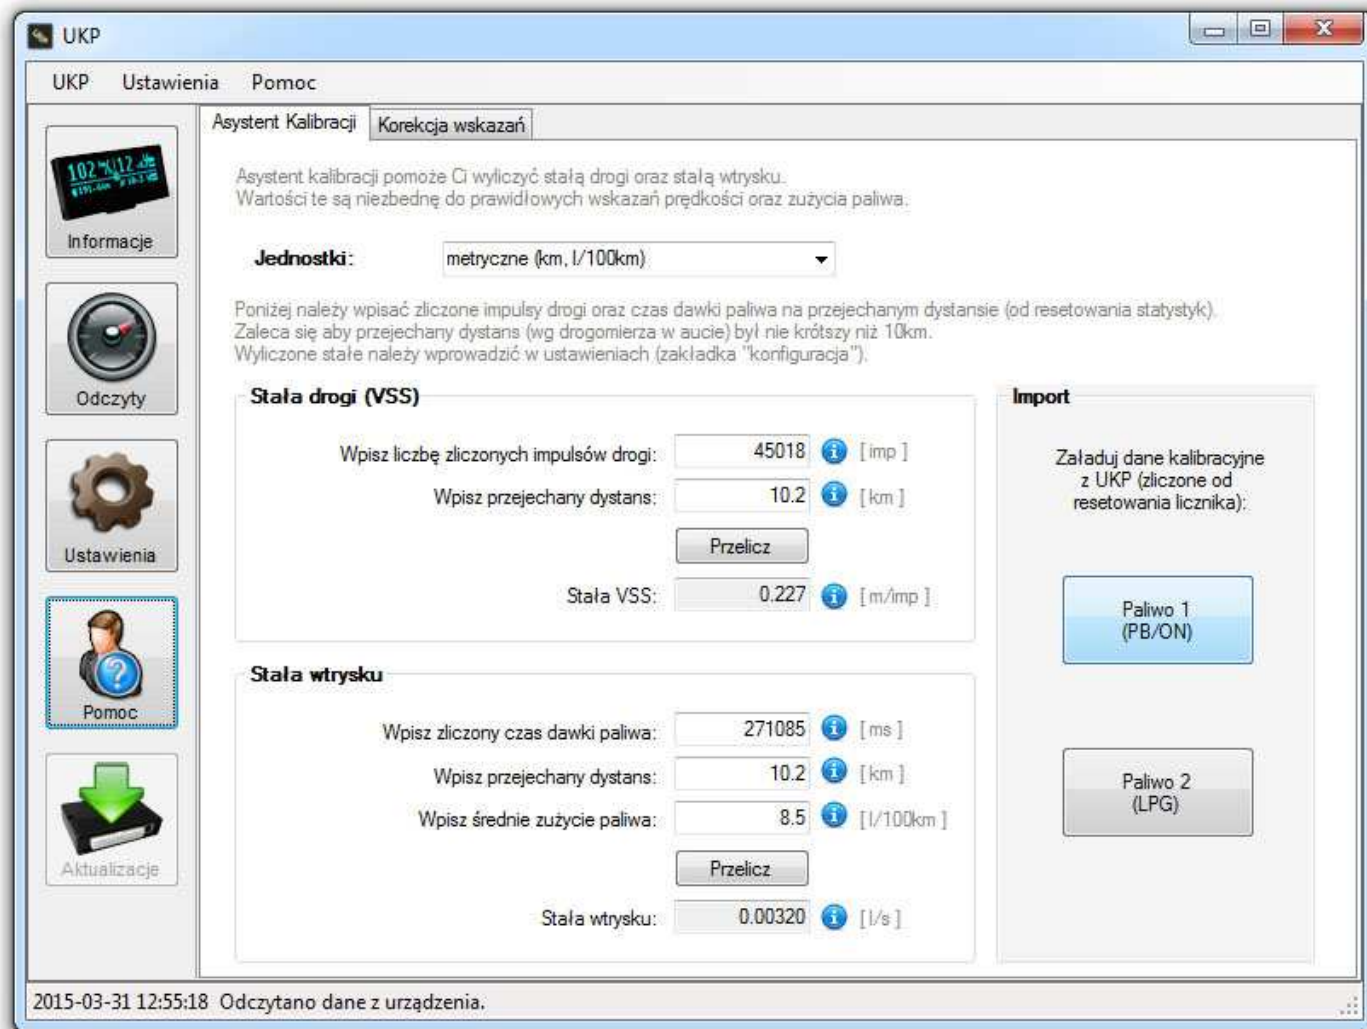 UKP
UKP Ustawienia Pomoc
Asystent Kalibracji Korekcja wskazań
Asystent kalibracji pomoże Ci wyliczyć stałą drogi oraz stałą wtrysku.
Wartości te są niezbędnę do prawidłowych wskazań prędkości oraz zużycia paliwa.
Informacje
Jednostki: metryczne (km, l/100km)
Poniżej należy wpisać zliczone impulsy drogi oraz czas dawki paliwa na przejechanym dystansie (od resetowania statystyk).
Zaleca się aby przejechany dystans (wg drogomierza w aucie) był nie krótszy niż 10km.
Wyliczone stałe należy wprowadzić w ustawieniach (zakładka "konfiguracja").
Odczyty
Ustawienia
Pomoc
Aktualizacje
Stała drogi (VSS)
Wpisz liczbę zliczonych impulsów drogi: 45018 [ imp ]
Wpisz przejechany dystans: 10.2 [ km ]
Przelicz
Stała VSS: 0.227 [ m/imp ]
Stała wtrysku
Wpisz zliczony czas dawki paliwa: 271085 [ ms ]
Wpisz przejechany dystans: 10.2 [ km ]
Wpisz średnie zużycie paliwa: 8.5 [ l/100km ]
Przelicz
Stała wtrysku: 0.00320 [ l/s ]
Import
Załaduj dane kalibracyjne
z UKP (zliczone od
resetowania licznika):
Paliwo 1
(PB/ON)
Paliwo 2
(LPG)
2015-03-31 12:55:18 Odczytano dane z urządzenia.